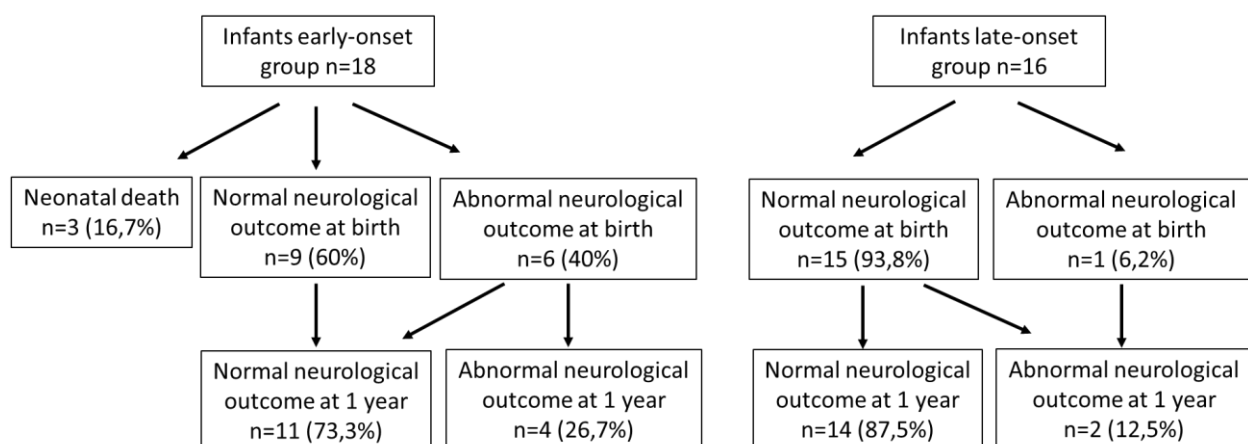 Infants early-onset
group n=18
Infants late-onset
group n=16
Neonatal death
n=3 (16,7%)
Normal neurological
outcome at birth
n=9 (60%)
Abnormal neurological
outcome at birth
n=6 (40%)
Normal neurological
outcome at birth
n=15 (93,8%)
Abnormal neurological
outcome at birth
n=1 (6,2%)
Normal neurological
outcome at 1 year
n=11 (73,3%)
Abnormal neurological
outcome at 1 year
n=4 (26,7%)
Normal neurological
outcome at 1 year
n=14 (87,5%)
Abnormal neurological
outcome at 1 year
n=2 (12,5%)